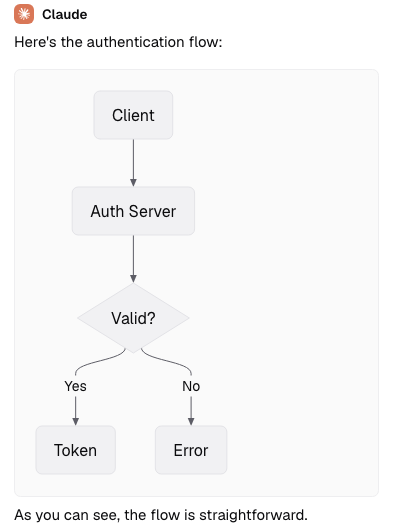 Claude
Here's the authentication flow:
Client
Auth Server
Valid?
Yes
No
Token
Error
As you can see, the flow is straightforward.